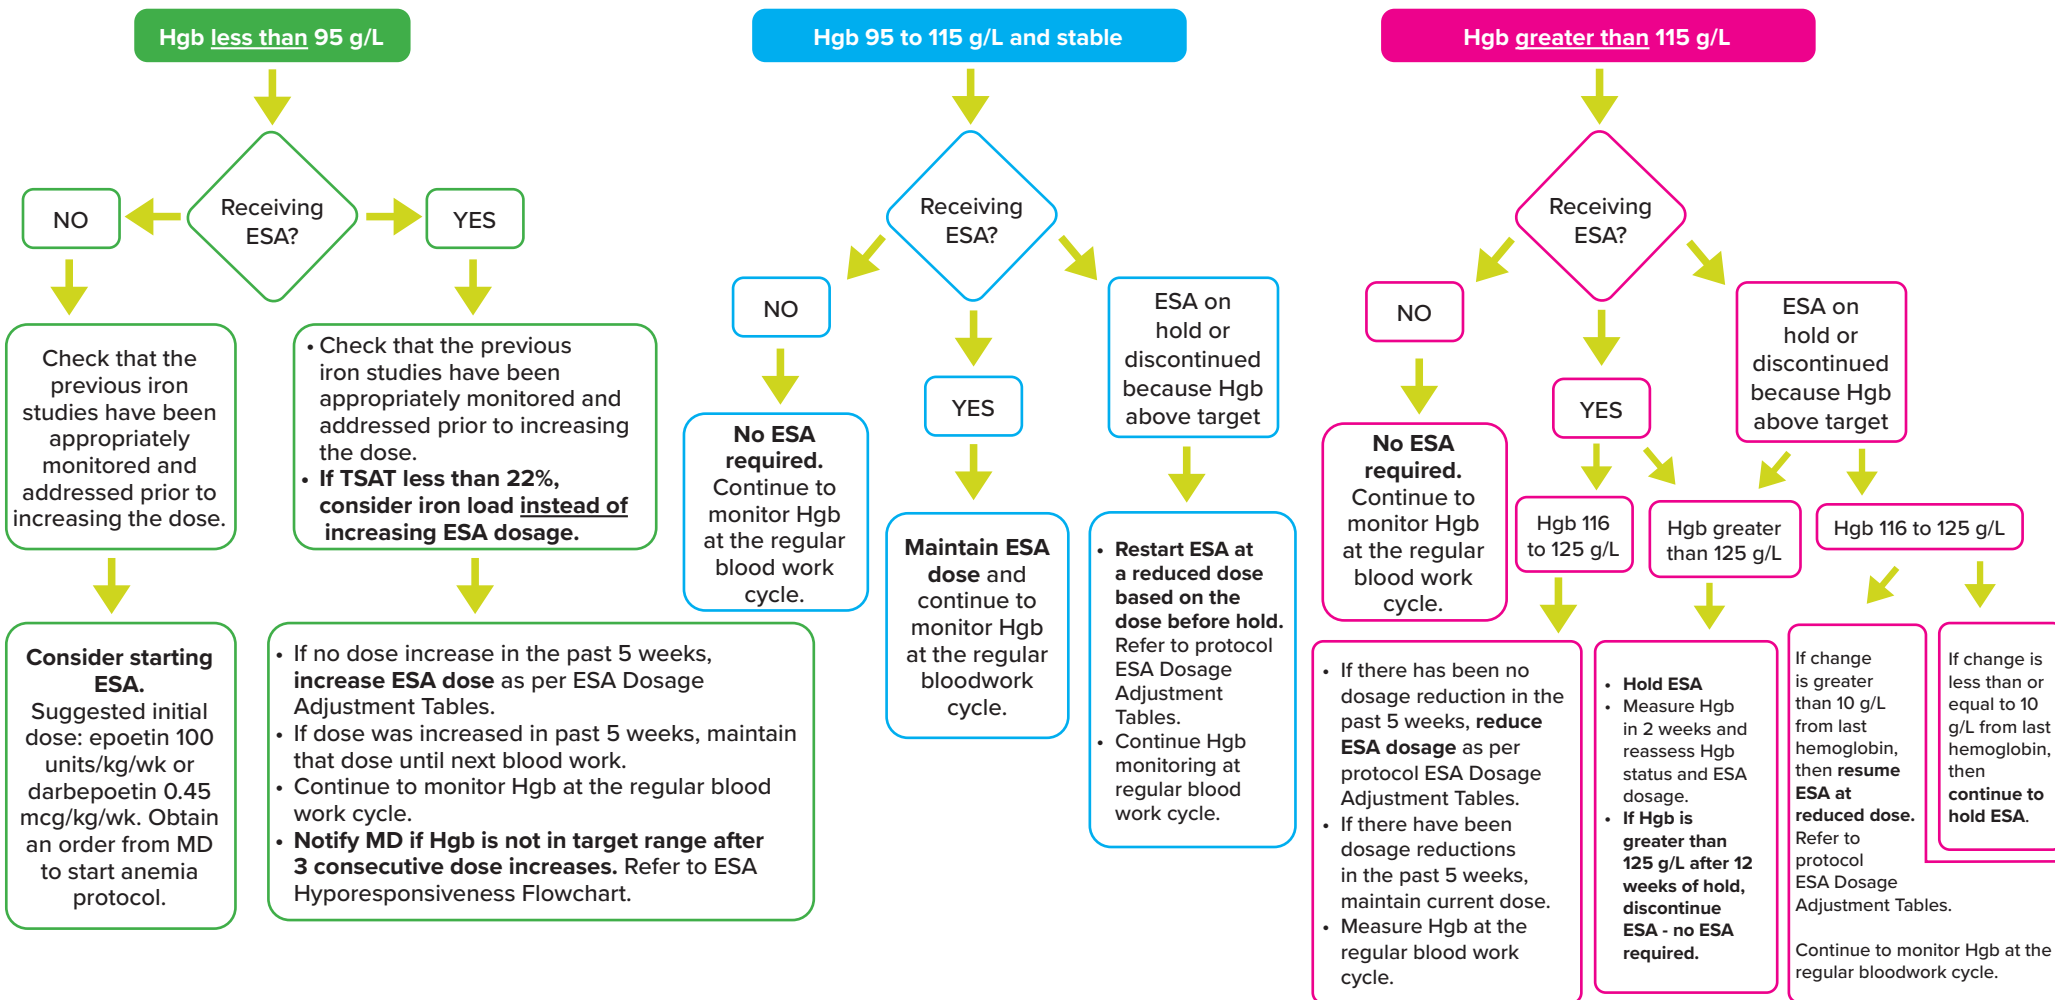 Hgb less than 95 g/L
Receiving
ESA?
NO
YES
Check that the
previous iron
studies have been
appropriately
monitored and
addressed prior to
increasing the dose.
• Check that the previous
iron studies have been
appropriately monitored and
addressed prior to increasing
the dose.
• If TSAT less than 22%,
consider iron load instead of
increasing ESA dosage.
Consider starting
ESA.
Suggested initial
dose: epoetin 100
units/kg/wk or
darbepoetin 0.45
mcg/kg/wk. Obtain
an order from MD
to start anemia
protocol.
• If no dose increase in the past 5 weeks,
increase ESA dose as per ESA Dosage
Adjustment Tables.
• If dose was increased in past 5 weeks, maintain
that dose until next blood work.
• Continue to monitor Hgb at the regular blood
work cycle.
• Notify MD if Hgb is not in target range after
3 consecutive dose increases. Refer to ESA
Hyporesponsiveness Flowchart.
Hgb 95 to 115 g/L and stable
Receiving
ESA?
NO
YES
ESA on
hold or
discontinued
because Hgb
above target
No ESA
required.
Continue to
monitor Hgb
at the regular
blood work
cycle.
Maintain ESA
dose and
continue to
monitor Hgb
at the regular
bloodwork
cycle.
• Restart ESA at
a reduced dose
based on the
dose before hold.
Refer to protocol
ESA Dosage
Adjustment
Tables.
• Continue Hgb
monitoring at
regular blood
work cycle.
Hgb greater than 115 g/L
Receiving
ESA?
NO
YES
ESA on
hold or
discontinued
because Hgb
above target
No ESA
required.
Continue to
monitor Hgb
at the regular
blood work
cycle.
Hgb 116
to 125 g/L
Hgb greater
than 125 g/L
Hgb 116 to 125 g/L
• If there has been no
dosage reduction in the
past 5 weeks, reduce
ESA dosage as per
protocol ESA Dosage
Adjustment Tables.
• If there have been
dosage reductions
in the past 5 weeks,
maintain current dose.
• Measure Hgb at the
regular blood work
cycle.
• Hold ESA
• Measure Hgb
in 2 weeks and
reassess Hgb
status and ESA
dosage.
• If Hgb is
greater than
125 g/L after 12
weeks of hold,
discontinue
ESA - no ESA
required.
If change
is greater
than 10 g/L
from last
hemoglobin,
then resume
ESA at
reduced dose.
Refer to
protocol
ESA Dosage
Adjustment Tables.
If change is
less than or
equal to 10
g/L from last
hemoglobin,
then
continue to
hold ESA.
Continue to monitor Hgb at the
regular bloodwork cycle.